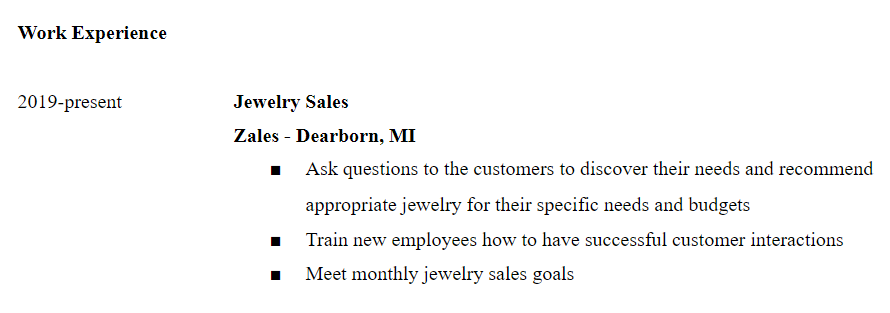 Work Experience
2019-present Jewelry Sales
Zales - Dearborn, MI
■ Ask questions to the customers to discover their needs and recommend
appropriate jewelry for their specific needs and budgets
■ Train new employees how to have successful customer interactions
■ Meet monthly jewelry sales goals